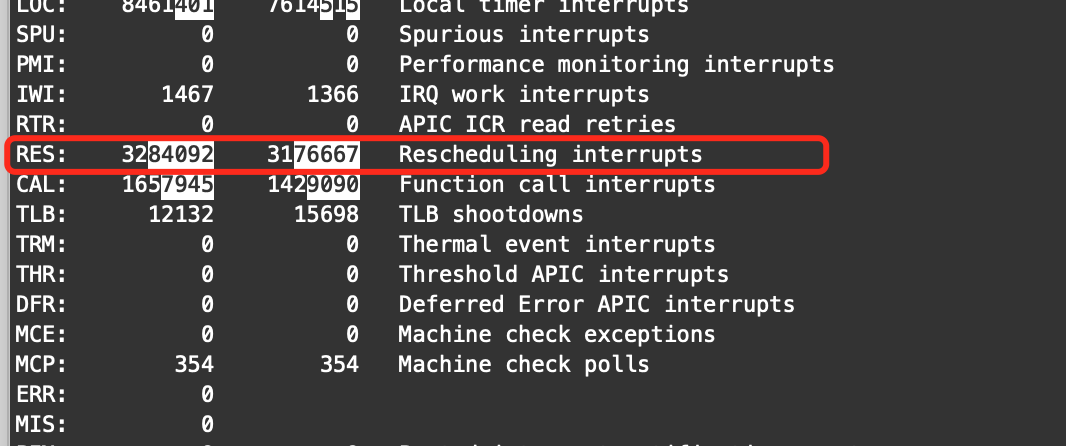 LOC: 8461401 7614515 Local timer interrupts
SPU: 0 0 Spurious interrupts
PMI: 0 0 Performance monitoring interrupts
IWI: 1467 1366 IRQ work interrupts
RTR: 0 0 APIC ICR read retries
RES: 3284092 3176667 Rescheduling interrupts
CAL: 1657945 1429090 Function call interrupts
TLB: 12132 15698 TLB shootdowns
TRM: 0 0 Thermal event interrupts
THR: 0 0 Threshold APIC interrupts
DFR: 0 0 Deferred Error APIC interrupts
MCE: 0 0 Machine check exceptions
MCP: 354 354 Machine check polls
ERR: 0
MIS: 0